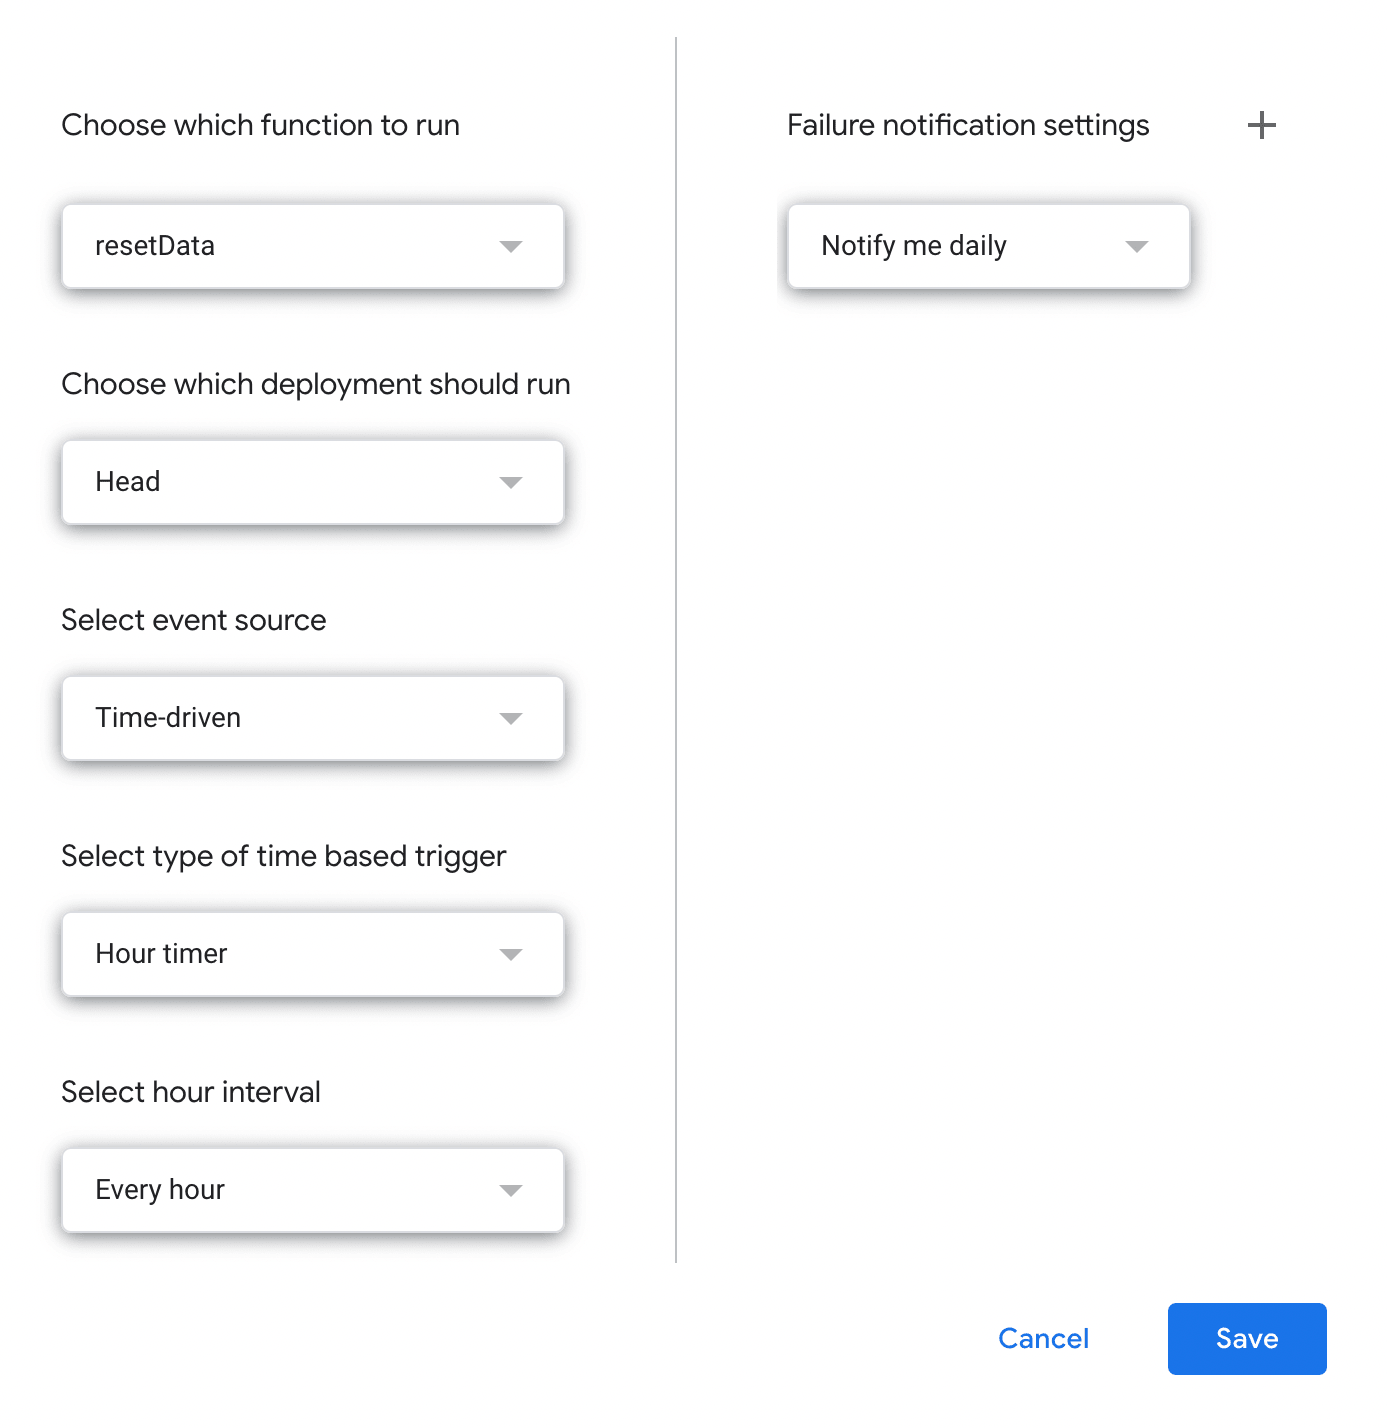 Choose which function to run
resetData
Choose which deployment should run
Head
Select event source
Time-driven
Select type of time based trigger
Hour timer
Select hour interval
Every hour
Failure notification settings
Notify me daily
Cancel
Save